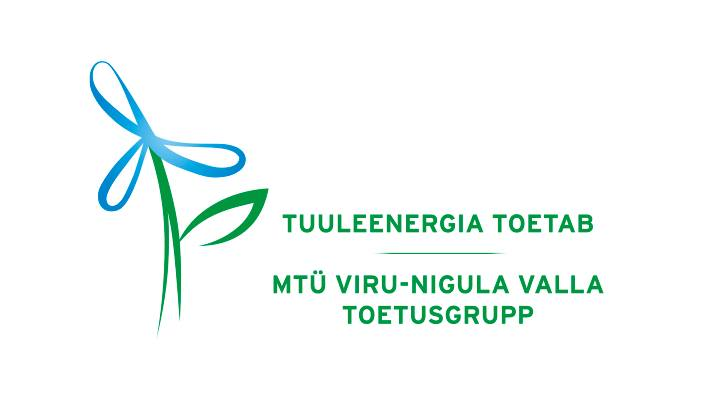 TUULEENERGIA TOETAB
MTÜ VIRU-NIGULA VALLA
TOETUSGRUPP